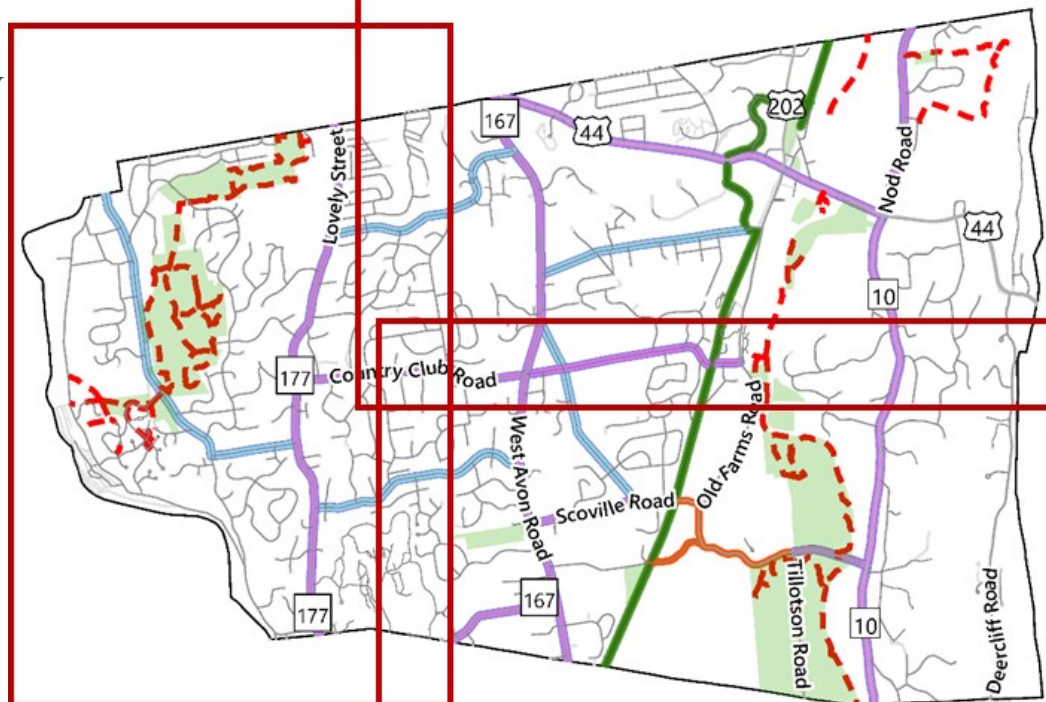 202
167
44
Lovely Street
Nod Road
44
10
177
Country Club Road
Old Farms Road
West Avon Road
Scoville Road
167
Tillotson Road
177
10
Deercliff Road